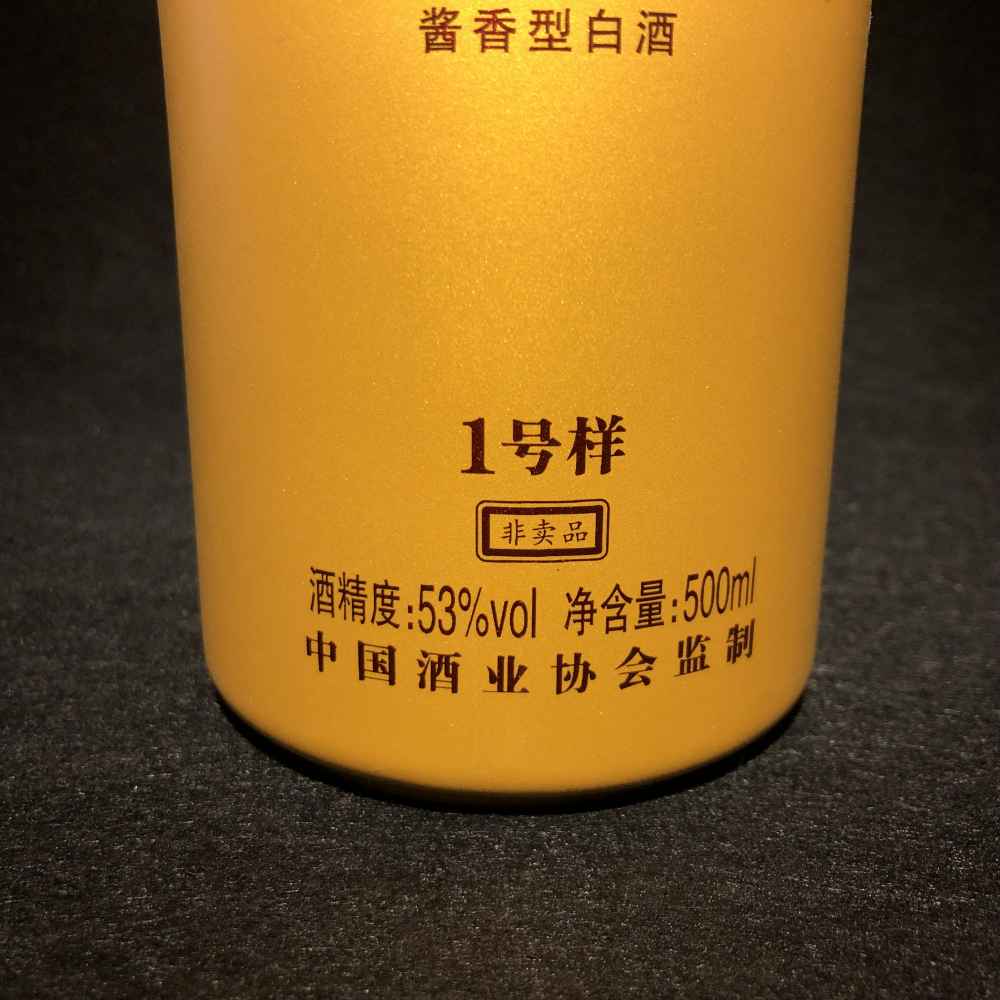 酱香型白酒
1号样
非卖品
酒精度:53%vol 净含量:500ml
中国酒业协会监制